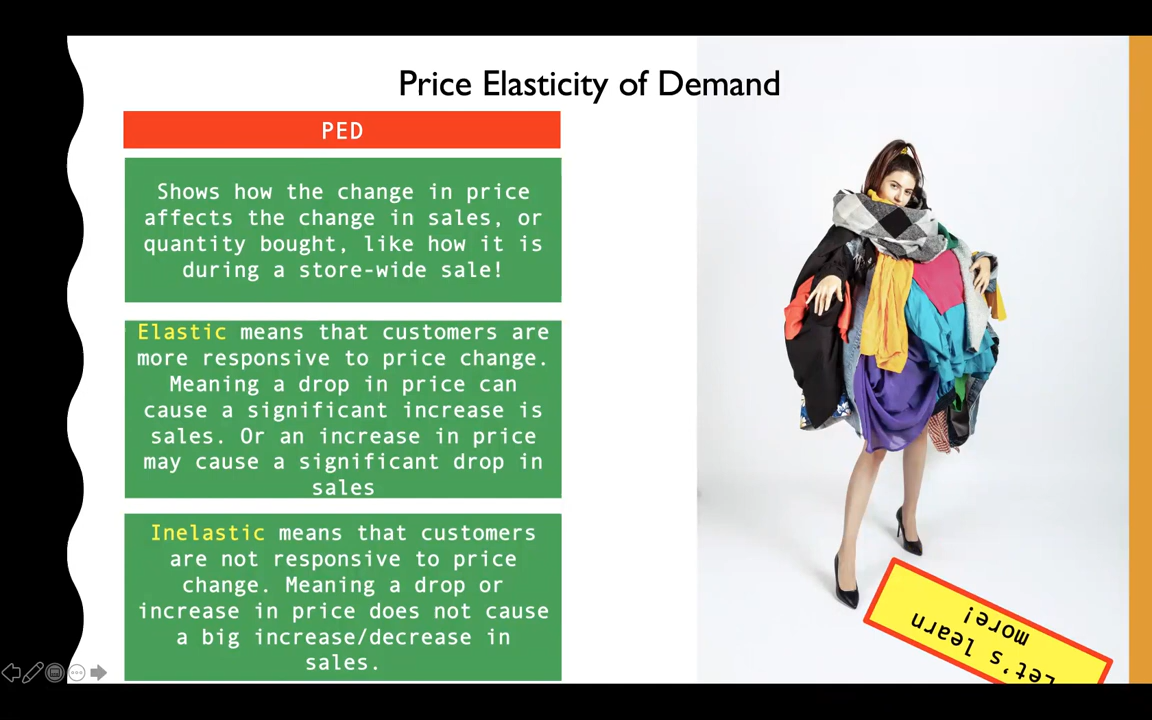 Price Elasticity of Demand
PED
Shows how the change in price
affects the change in sales, or
quantity bought, like how it is
during a store-wide sale!
Elastic means that customers are
more responsive to price change.
Meaning a drop in price can
cause a significant increase is
sales. Or an increase in price
may cause a significant drop in
sales
Inelastic means that customers
are not responsive to price
change. Meaning a drop or
increase in price does not cause
a big increase/decrease in
sales.
Let's learn
more!